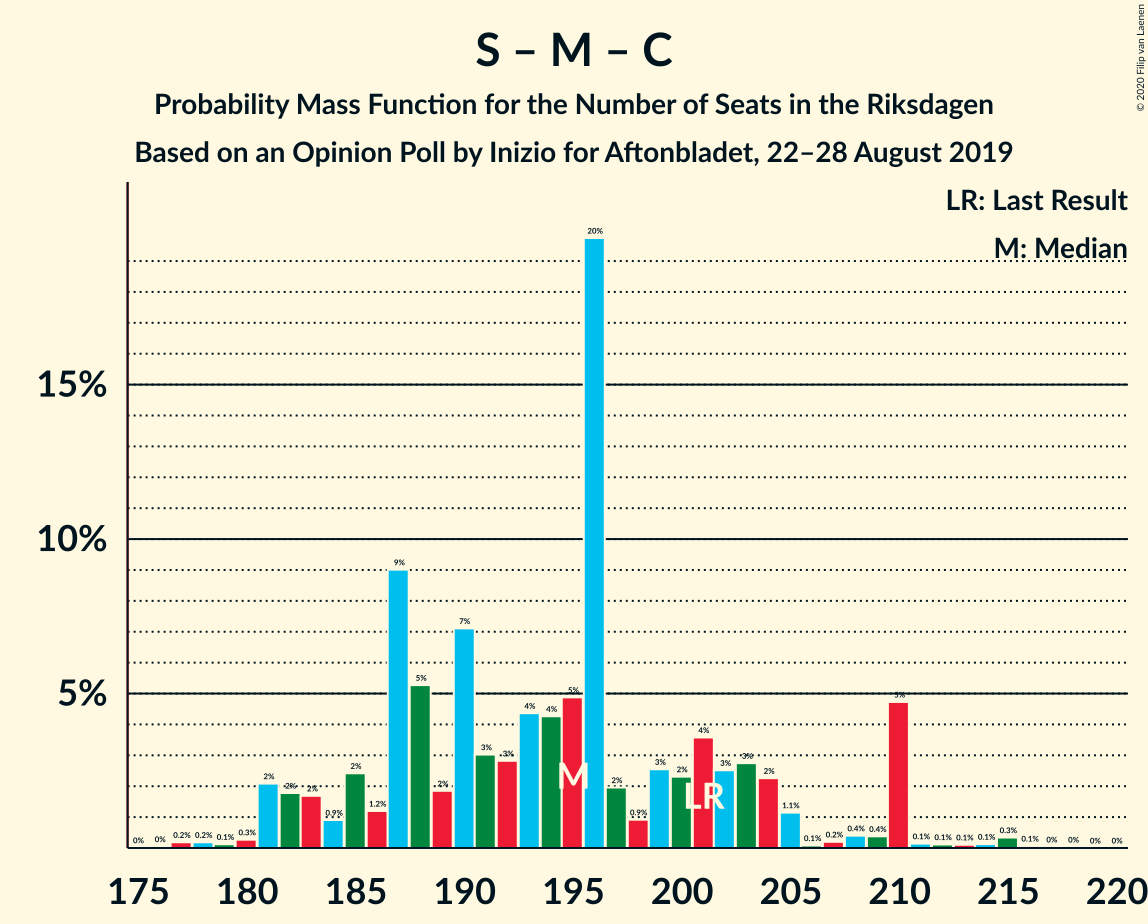 S – M – C
Probability Mass Function for the Number of Seats in the Riksdagen
Based on an Opinion Poll by Inizio for Aftonbladet, 22–28 August 2019
© 2020 Filip van Laenen
LR: Last Result
M: Median
15%
10%
5%
0% 0% 0.2% 0.2% 0.1% 0.3% 2% 2% 2% 0.9% 2% 1.2% 9% 5% 2% 7% 3% 3% 4% 4% 5% 20% 2% 0.9% 3% 2% 4% 3% 3% 2% 1.1% 0.1% 0.2% 0.4% 0.4% 5% 0.1% 0.1% 0.1% 0.1% 0.3% 0.1% 0% 0% 0% 0%
M LR
175 180 185 190 195 200 205 210 215 220